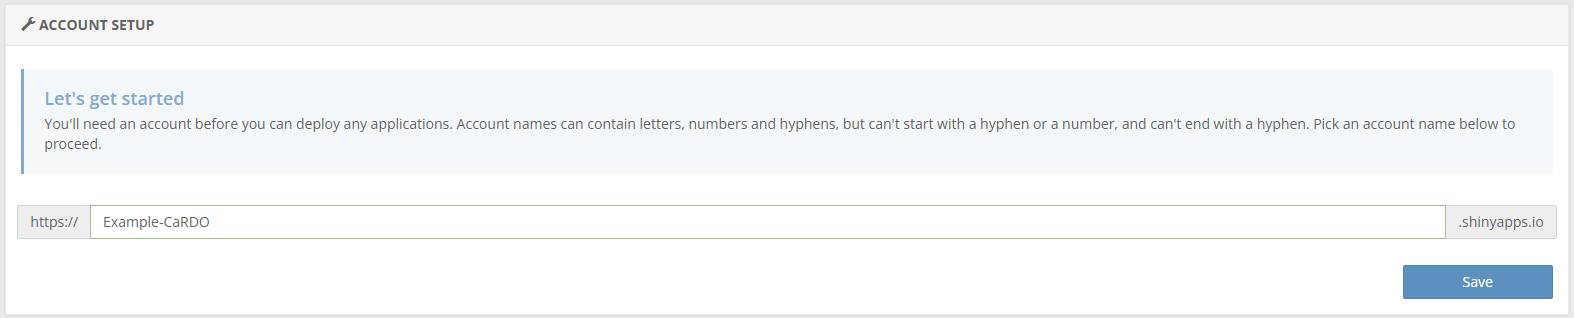 ACCOUNT SETUP
Let's get started
You'll need an account before you can deploy any applications. Account names can contain letters, numbers and hyphens, but can't start with a hyphen or a number, and can't end with a hyphen. Pick an account name below to
proceed.
https:// Example-CaRDO .shinyapps.io
Save